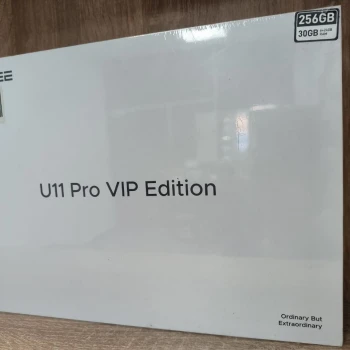 EE
256GB
30GB
U11 Pro VIP Edition
Ordinary But
Extraordinary